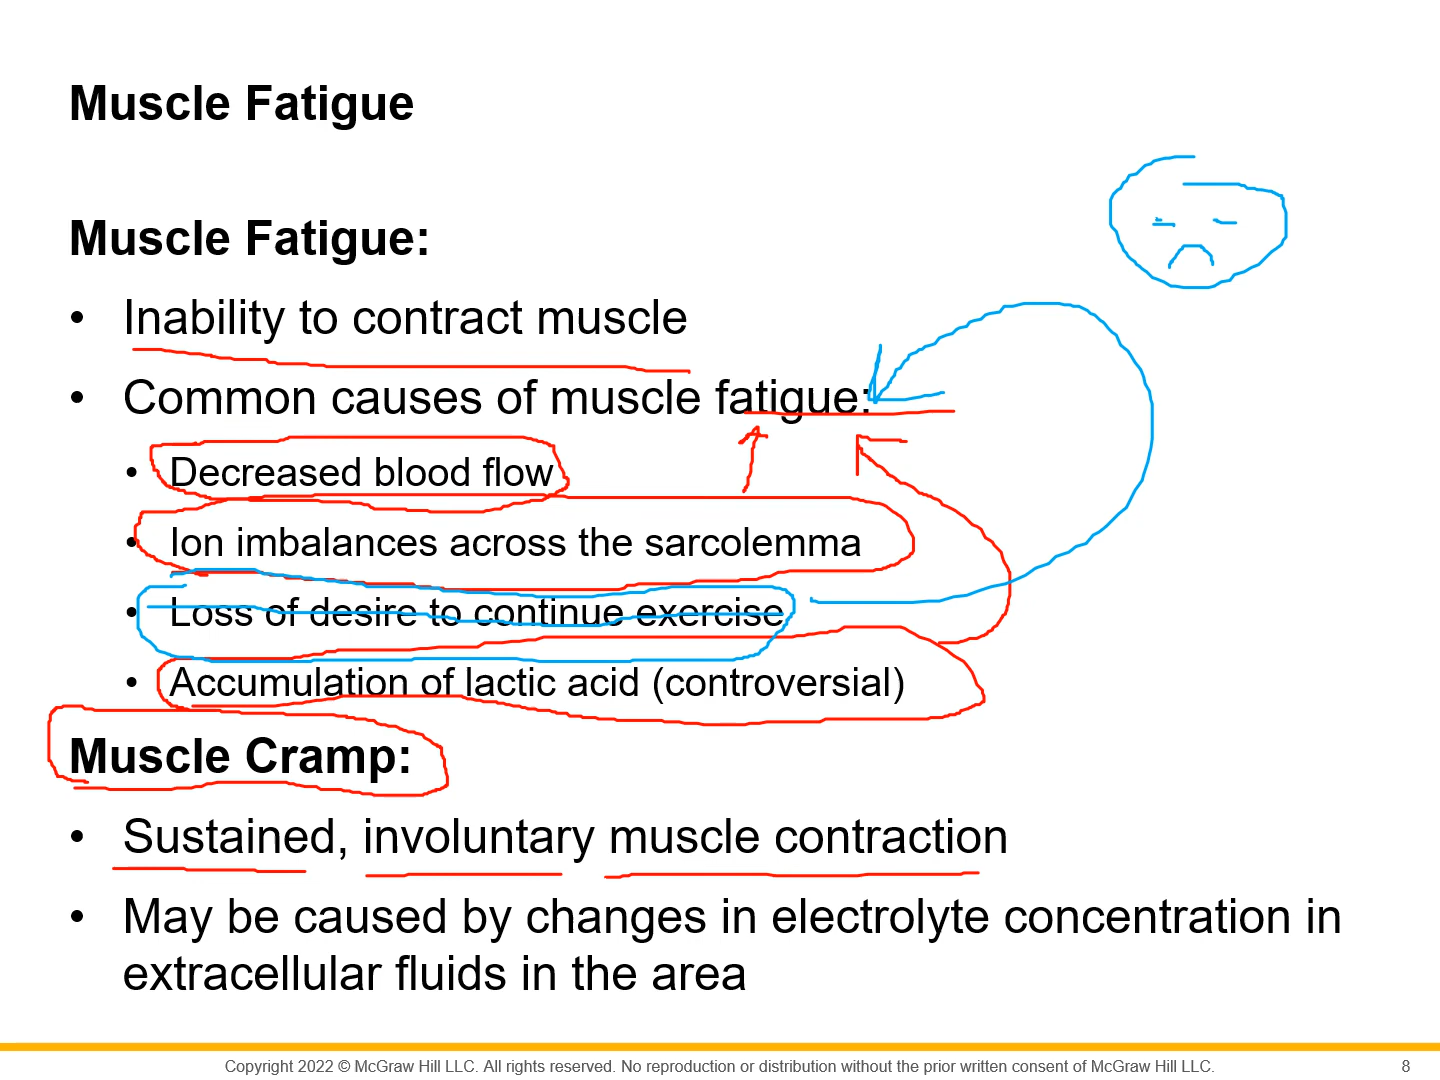 Muscle Fatigue
Muscle Fatigue:
• Inability to contract muscle
• Common causes of muscle fatigue:
• Decreased blood flow
• Ion imbalances across the sarcolemma
• Loss of desire to continue exercise
• Accumulation of lactic acid (controversial)
Muscle Cramp:
• Sustained, involuntary muscle contraction
• May be caused by changes in electrolyte concentration in
extracellular fluids in the area
Copyright 2022 © McGraw Hill LLC. All rights reserved. No reproduction or distribution without the prior written consent of McGraw Hill LLC.
8